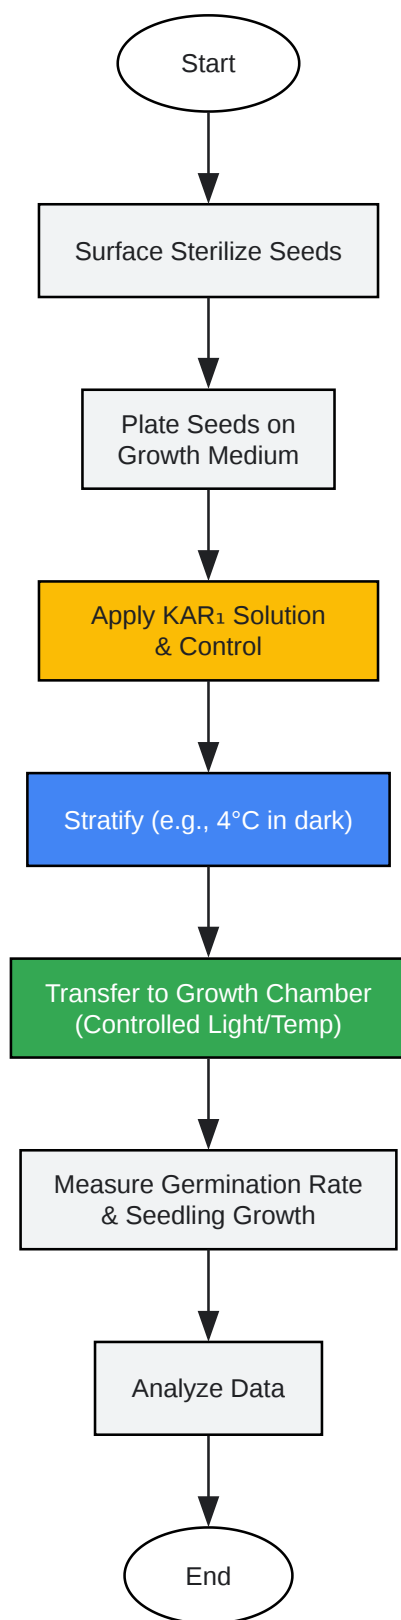 Start
Surface Sterilize Seeds
Plate Seeds on
Growth Medium
Apply KAR₁ Solution
& Control
Stratify (e.g., 4°C in dark)
Transfer to Growth Chamber
(Controlled Light/Temp)
Measure Germination Rate
& Seedling Growth
Analyze Data
End